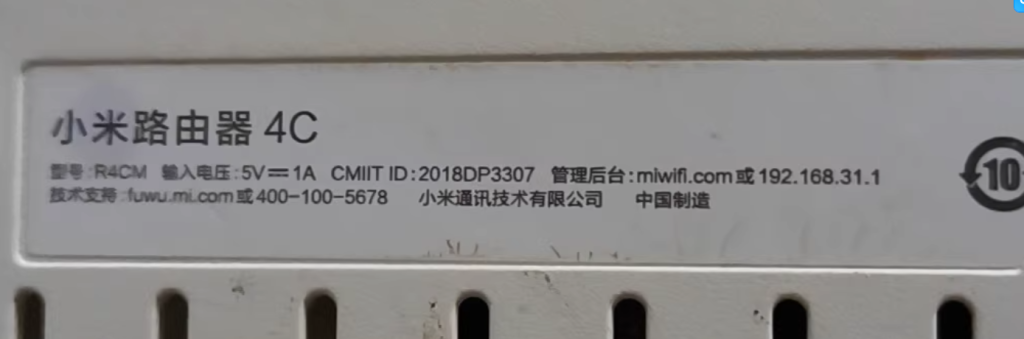 小米路由器 4C
型号:R4CM 输入电压:5V⎓1A CMIIT ID:2018DP3307 管理后台:miwifi.com或192.168.31.1
技术支持:fuwu.mi.com或400-100-5678 小米通讯技术有限公司 中国制造
10